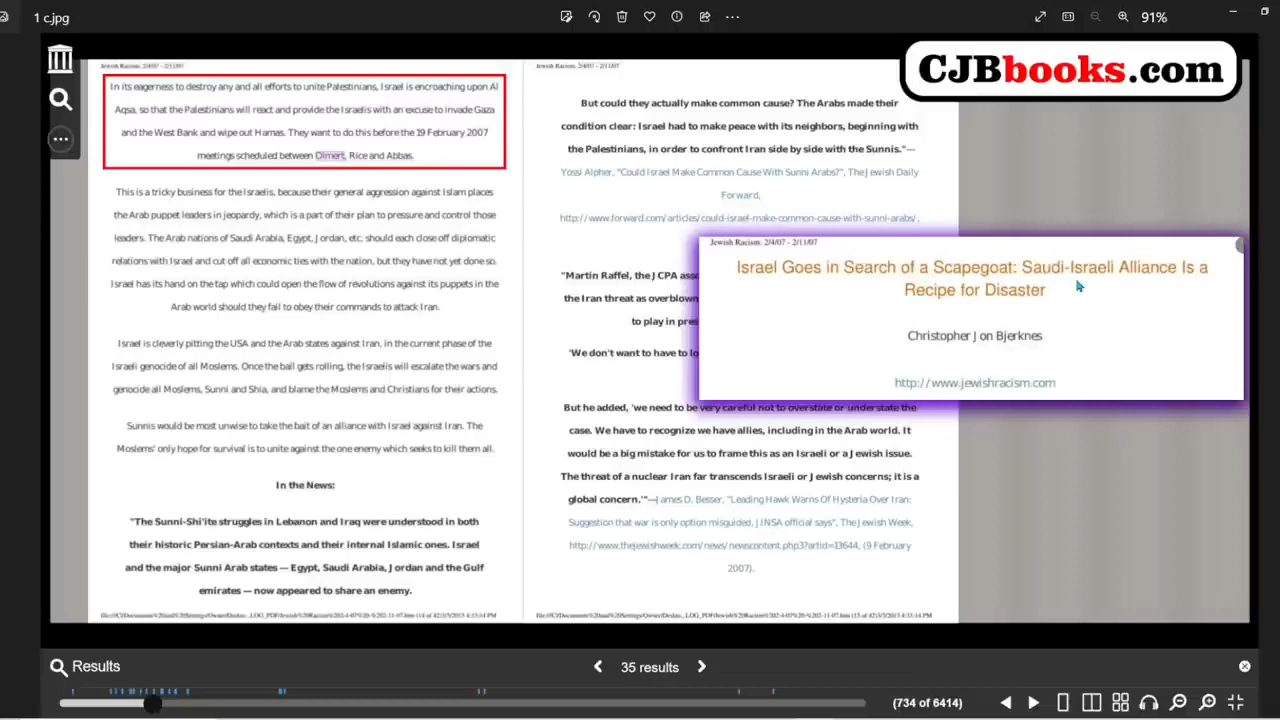 1 c.jpg
91%
CJBbooks.com
Jewish Racism: 2/4/07 - 2/11/07
In its eagerness to destroy any and all efforts to unite Palestinians, Israel is encroaching upon Al
Aqsa, so that the Palestinians will react and provide the Israelis with an excuse to invade Gaza
and the West Bank and wipe out Hamas. They want to do this before the 19 February 2007
meetings scheduled between Olmert, Rice and Abbas.
This is a tricky business for the Israelis, because their general aggression against Islam places
the Arab puppet leaders in jeopardy, which is a part of their plan to pressure and control those
leaders. The Arab nations of Saudi Arabia, Egypt, Jordan, etc. should each close off diplomatic
relations with Israel and cut off all economic ties with the nation, but they have not yet done so.
Israel has its hand on the tap which could open the flow of revolutions against its puppets in the
Arab world should they fail to obey their commands to attack Iran.
Israel is cleverly pitting the USA and the Arab states against Iran, in the current phase of the
Israeli genocide of all Moslems. Once the ball gets rolling, the Israelis will escalate the wars and
genocide all Moslems, Sunni and Shia, and blame the Moslems and Christians for their actions.
Sunnis would be most unwise to take the bait of an alliance with Israel against Iran. The
Moslems' only hope for survival is to unite against the one enemy which seeks to kill them all.
In the News:
"The Sunni-Shi'ite struggles in Lebanon and Iraq were understood in both
their historic Persian-Arab contexts and their internal Islamic ones. Israel
and the major Sunni Arab states — Egypt, Saudi Arabia, Jordan and the Gulf
emirates — now appeared to share an enemy.
Jewish Racism: 2/4/07 - 2/11/07
But could they actually make common cause? The Arabs made their
condition clear: Israel had to make peace with its neighbors, beginning with
the Palestinians, in order to confront Iran side by side with the Sunnis."—
Yossi Alpher, "Could Israel Make Common Cause With Sunni Arabs?", The Jewish Daily
Forward,
http://www.forward.com/articles/could-israel-make-common-cause-with-sunni-arabs/,
"Martin Raffel, the JCPA
the Iran threat as overblown
to play in
'We don't want to have to
But he added, 'we need to be very careful not to overstate or understate the
case. We have to recognize we have allies, including in the Arab world. It
would be a big mistake for us to frame this as an Israeli or a Jewish issue.
The threat of a nuclear Iran far transcends Israeli or Jewish concerns; it is a
global concern.'"—James D. Besser, "Leading Hawk Warns Of Hysteria Over Iran:
Suggestion that war is only option misguided, JINSA official says", The Jewish Week,
http://www.thejewishweek.com/news/newscontent.php3?artid=13644, (9 February
2007).
Jewish Racism: 2/4/07 - 2/11/07
Israel Goes in Search of a Scapegoat: Saudi-Israeli Alliance Is a
Recipe for Disaster
Christopher Jon Bjerknes
http://www.jewishracism.com
Results
35 results
(734 of 6414)